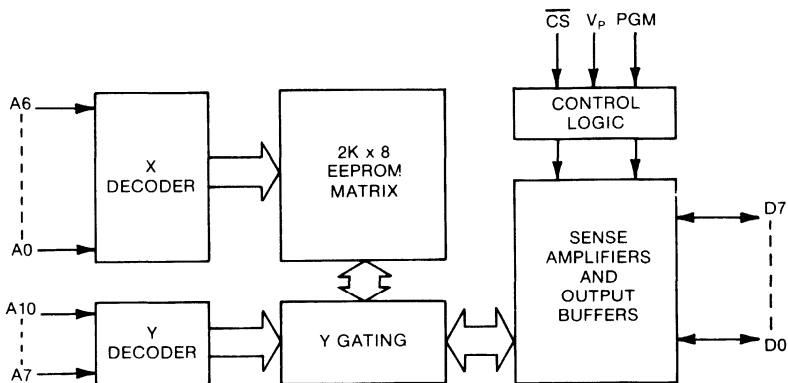 C̅S̅ Vₚ PGM
CONTROL
LOGIC
A6
A0
X
DECODER
2K x 8
EEPROM
MATRIX
SENSE
AMPLIFIERS
AND
OUTPUT
BUFFERS
D7
D0
A10
A7
Y
DECODER
Y GATING